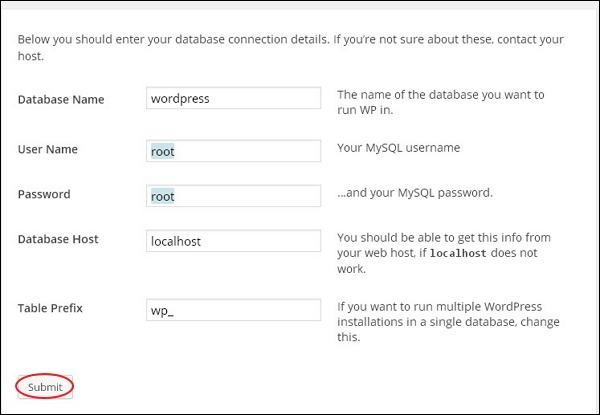 Below you should enter your database connection details. If you're not sure about these, contact your
host.
Database Name
wordpress
The name of the database you want to
run WP in.
User Name
root
Your MySQL username
Password
root
...and your MySQL password.
Database Host
localhost
You should be able to get this info from
your web host, if localhost does not
work.
Table Prefix
wp_
If you want to run multiple WordPress
installations in a single database, change
this.
Submit